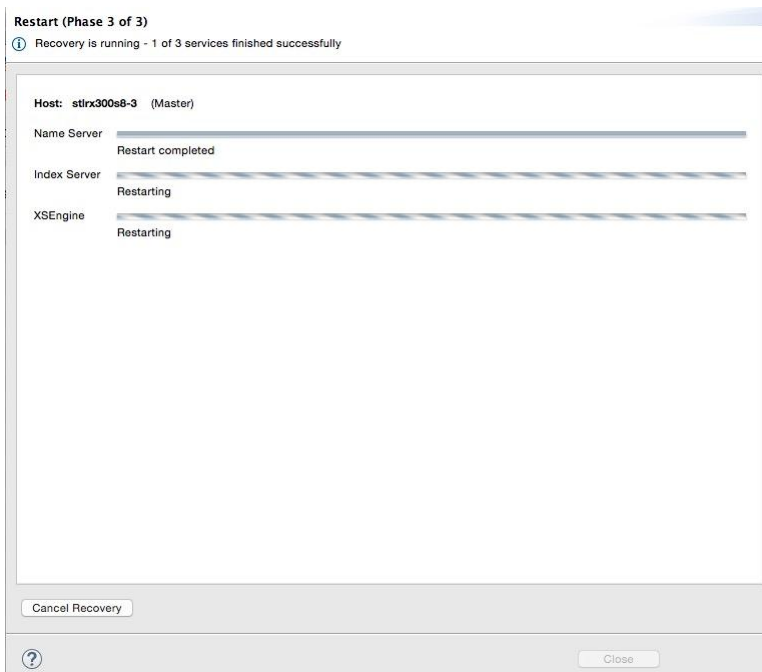 Restart (Phase 3 of 3)
Recovery is running - 1 of 3 services finished successfully
Host: stlrx300s8-3 (Master)
Name Server
Restart completed
Index Server
Restarting
XSEngine
Restarting
Cancel Recovery
?
Close